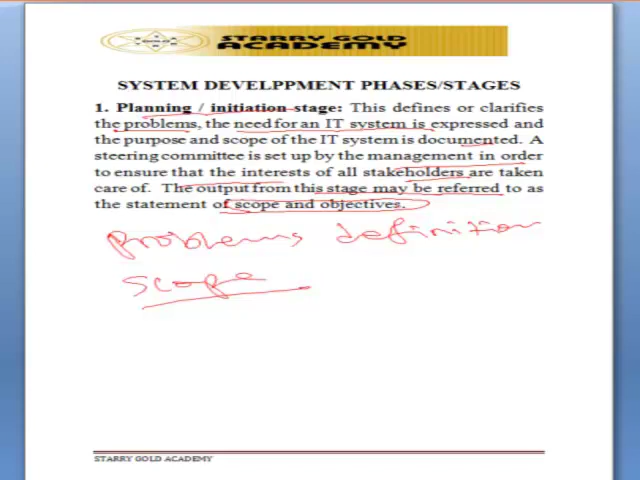 STARRY GOLD
ACADEMY
SYSTEM DEVELPPMENT PHASES/STAGES
1. Planning / initiation stage: This defines or clarifies
the problems, the need for an IT system is expressed and
the purpose and scope of the IT system is documented. A
steering committee is set up by the management in order
to ensure that the interests of all stakeholders are taken
care of. The output from this stage may be referred to as
the statement of scope and objectives.
Problems definition
scope
STARRY GOLD ACADEMY